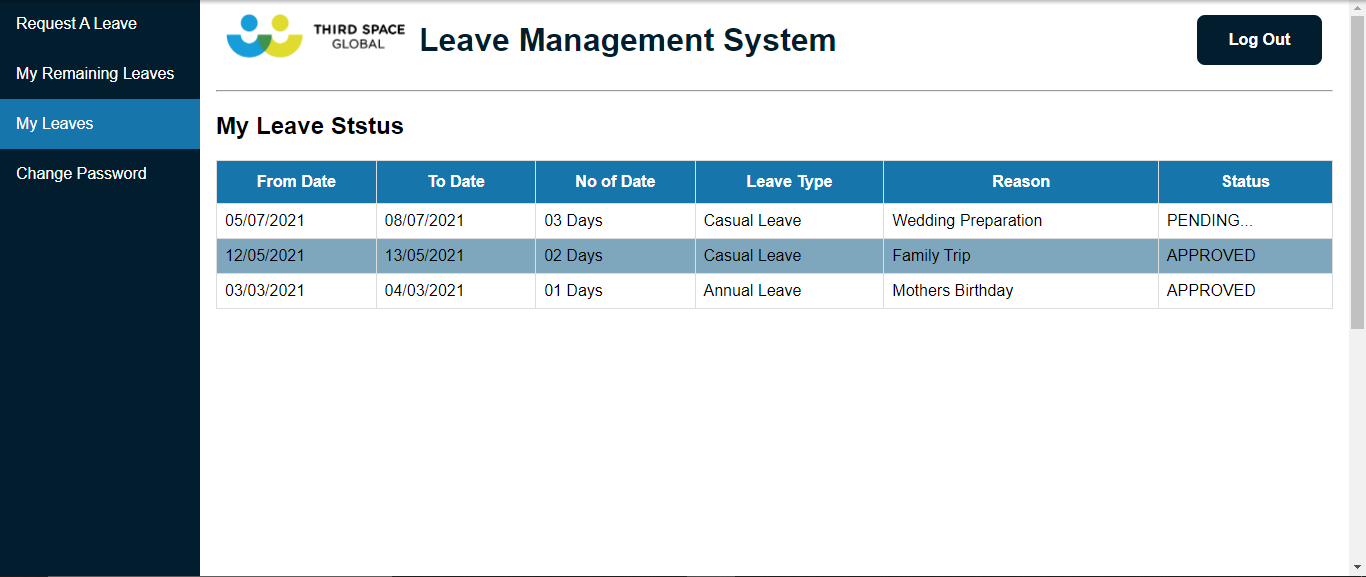 Request A Leave
My Remaining Leaves
My Leaves
Change Password
THIRD SPACE
GLOBAL
Leave Management System
Log Out
My Leave Ststus
From Date To Date No of Date Leave Type Reason Status
05/07/2021 08/07/2021 03 Days Casual Leave Wedding Preparation PENDING...
12/05/2021 13/05/2021 02 Days Casual Leave Family Trip APPROVED
03/03/2021 04/03/2021 01 Days Annual Leave Mothers Birthday APPROVED